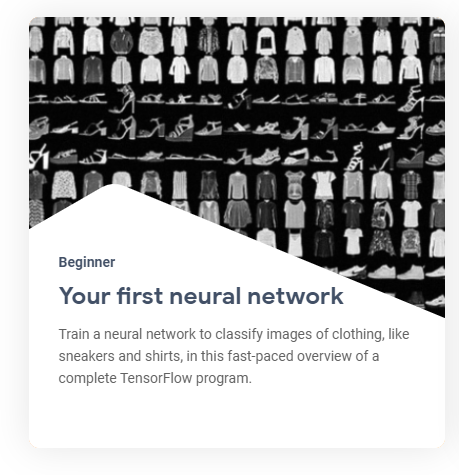 Beginner
Your first neural network
Train a neural network to classify images of clothing, like
sneakers and shirts, in this fast-paced overview of a
complete TensorFlow program.